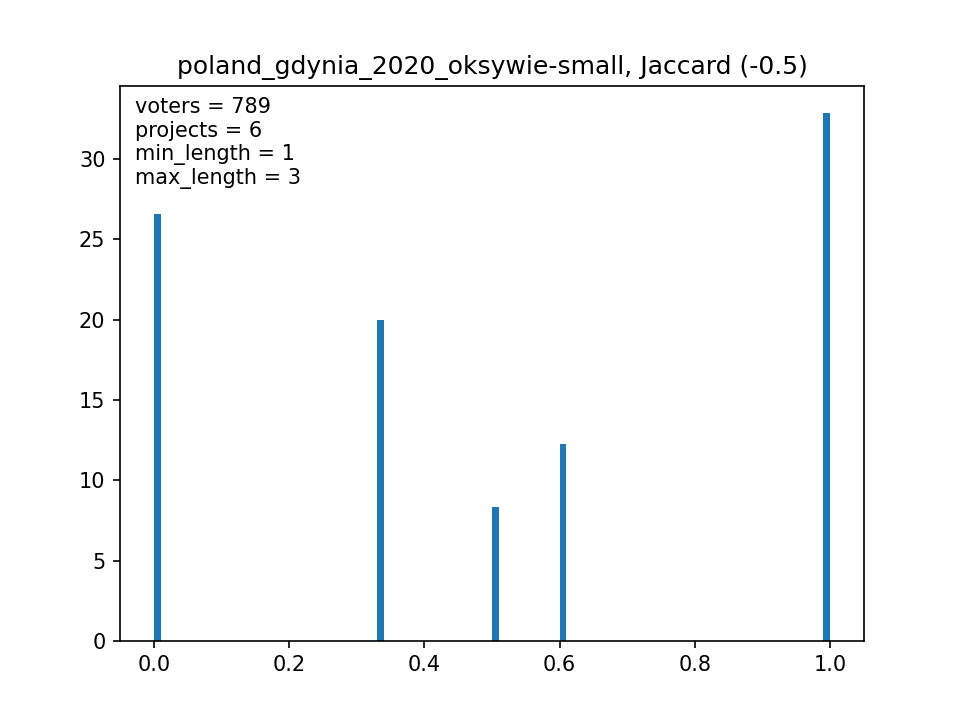 poland_gdynia_2020_oksywie-small, Jaccard (-0.5)
voters = 789
projects = 6
min_length = 1
max_length = 3
30
25
20
15
10
5
0
0.0 0.2 0.4 0.6 0.8 1.0